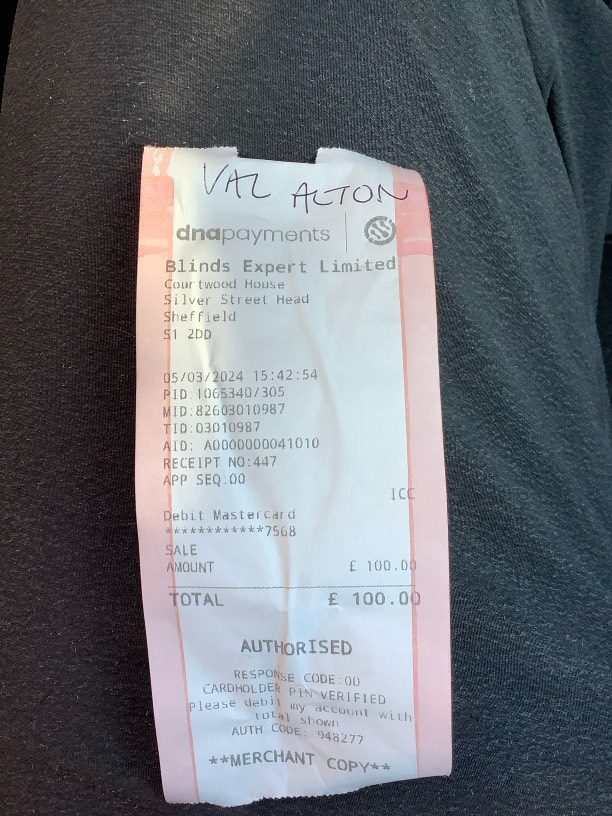 VAL ALTON
dnapayments
Blinds Expert Limited
Courtwood House
Silver Street Head
Sheffield
S1 2DD
05/03/2024 15:42:54
PID:1065340/305
MID:82603010987
TID:03010987
AID: A0000000041010
RECEIPT NO:447
APP SEQ:00
ICC
Debit Mastercard
************7568
SALE
AMOUNT £ 100.00
TOTAL £ 100.00
AUTHORISED
RESPONSE CODE:00
CARDHOLDER PIN VERIFIED
Please debit my account with
total shown
AUTH CODE: 948277
**MERCHANT COPY**